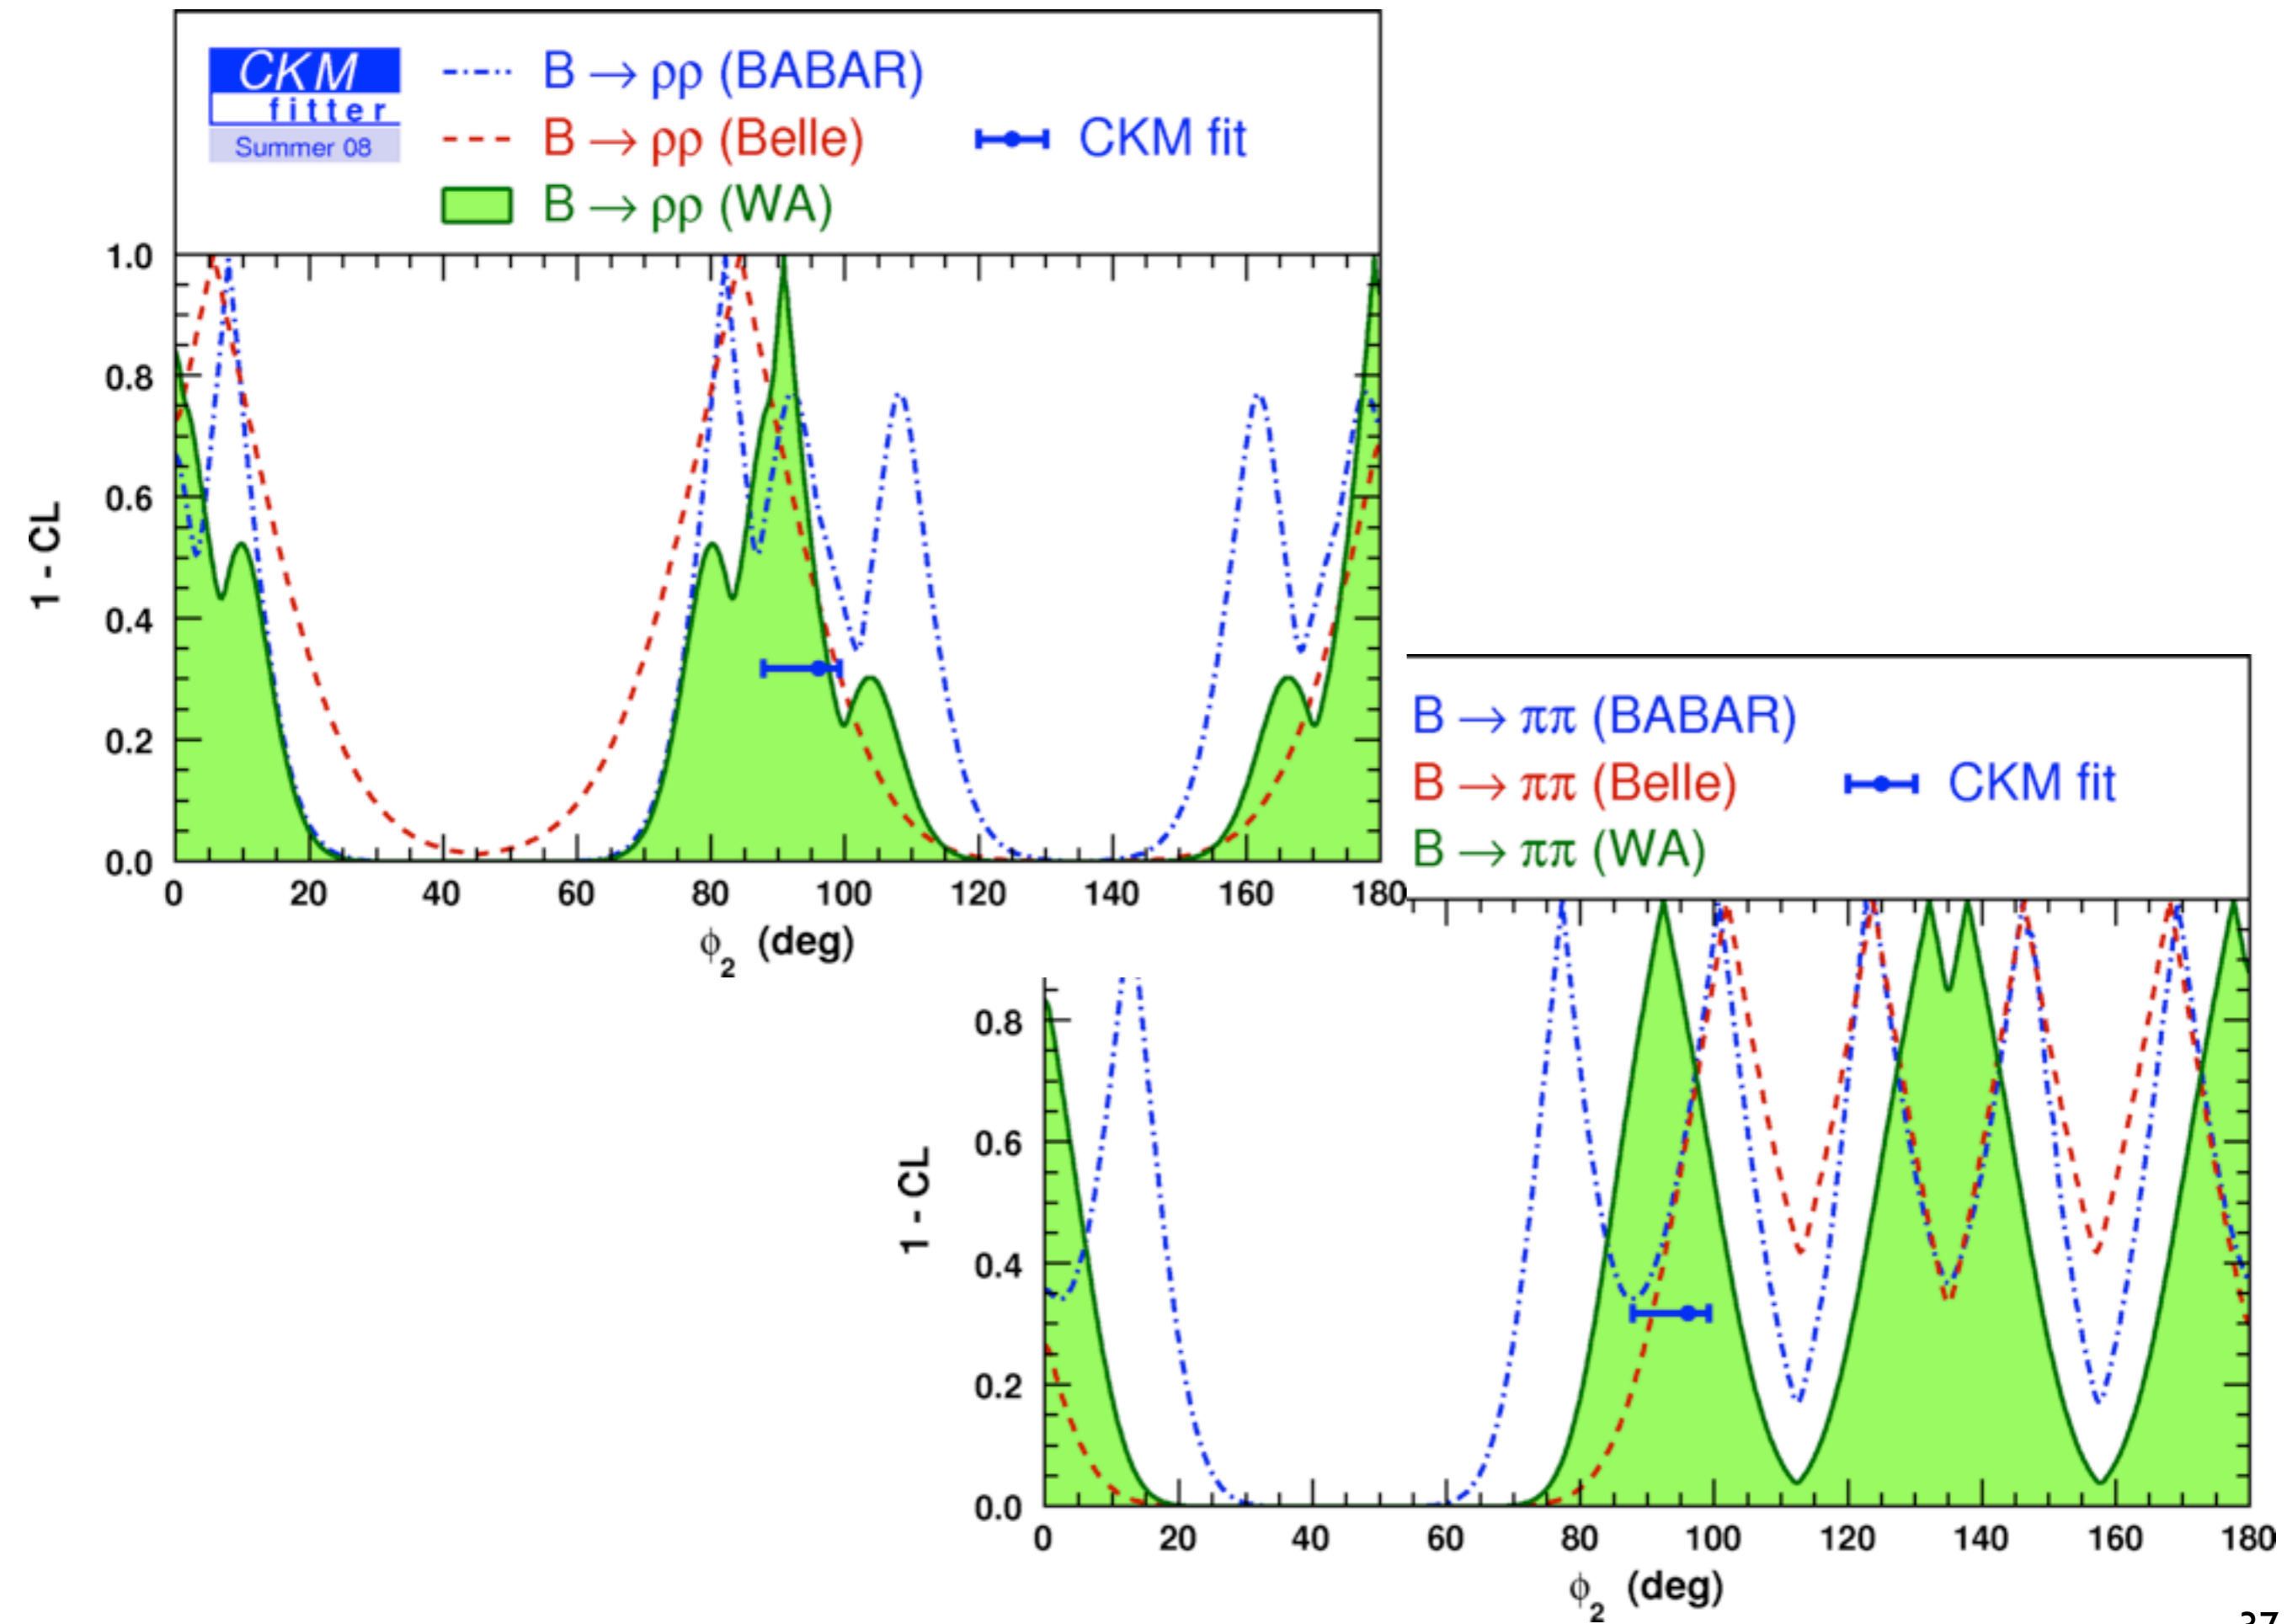 CKM
fitter
Summer 08
B → ρρ (BABAR)
B → ρρ (Belle)
B → ρρ (WA)
CKM fit
1.0
0.8
0.6
0.4
0.2
0.0
1 - CL
0 20 40 60 80 100 120 140 160 180
ϕ2 (deg)
B → ππ (BABAR)
B → ππ (Belle)
B → ππ (WA)
CKM fit
0.8
0.6
0.4
0.2
0.0
1 - CL
0 20 40 60 80 100 120 140 160 180
ϕ2 (deg)
37